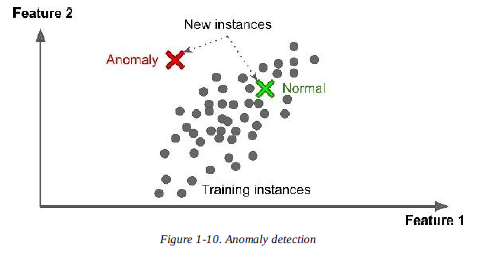 Feature 2
New instances
Anomaly
Normal
Training instances
Feature 1
Figure 1-10. Anomaly detection